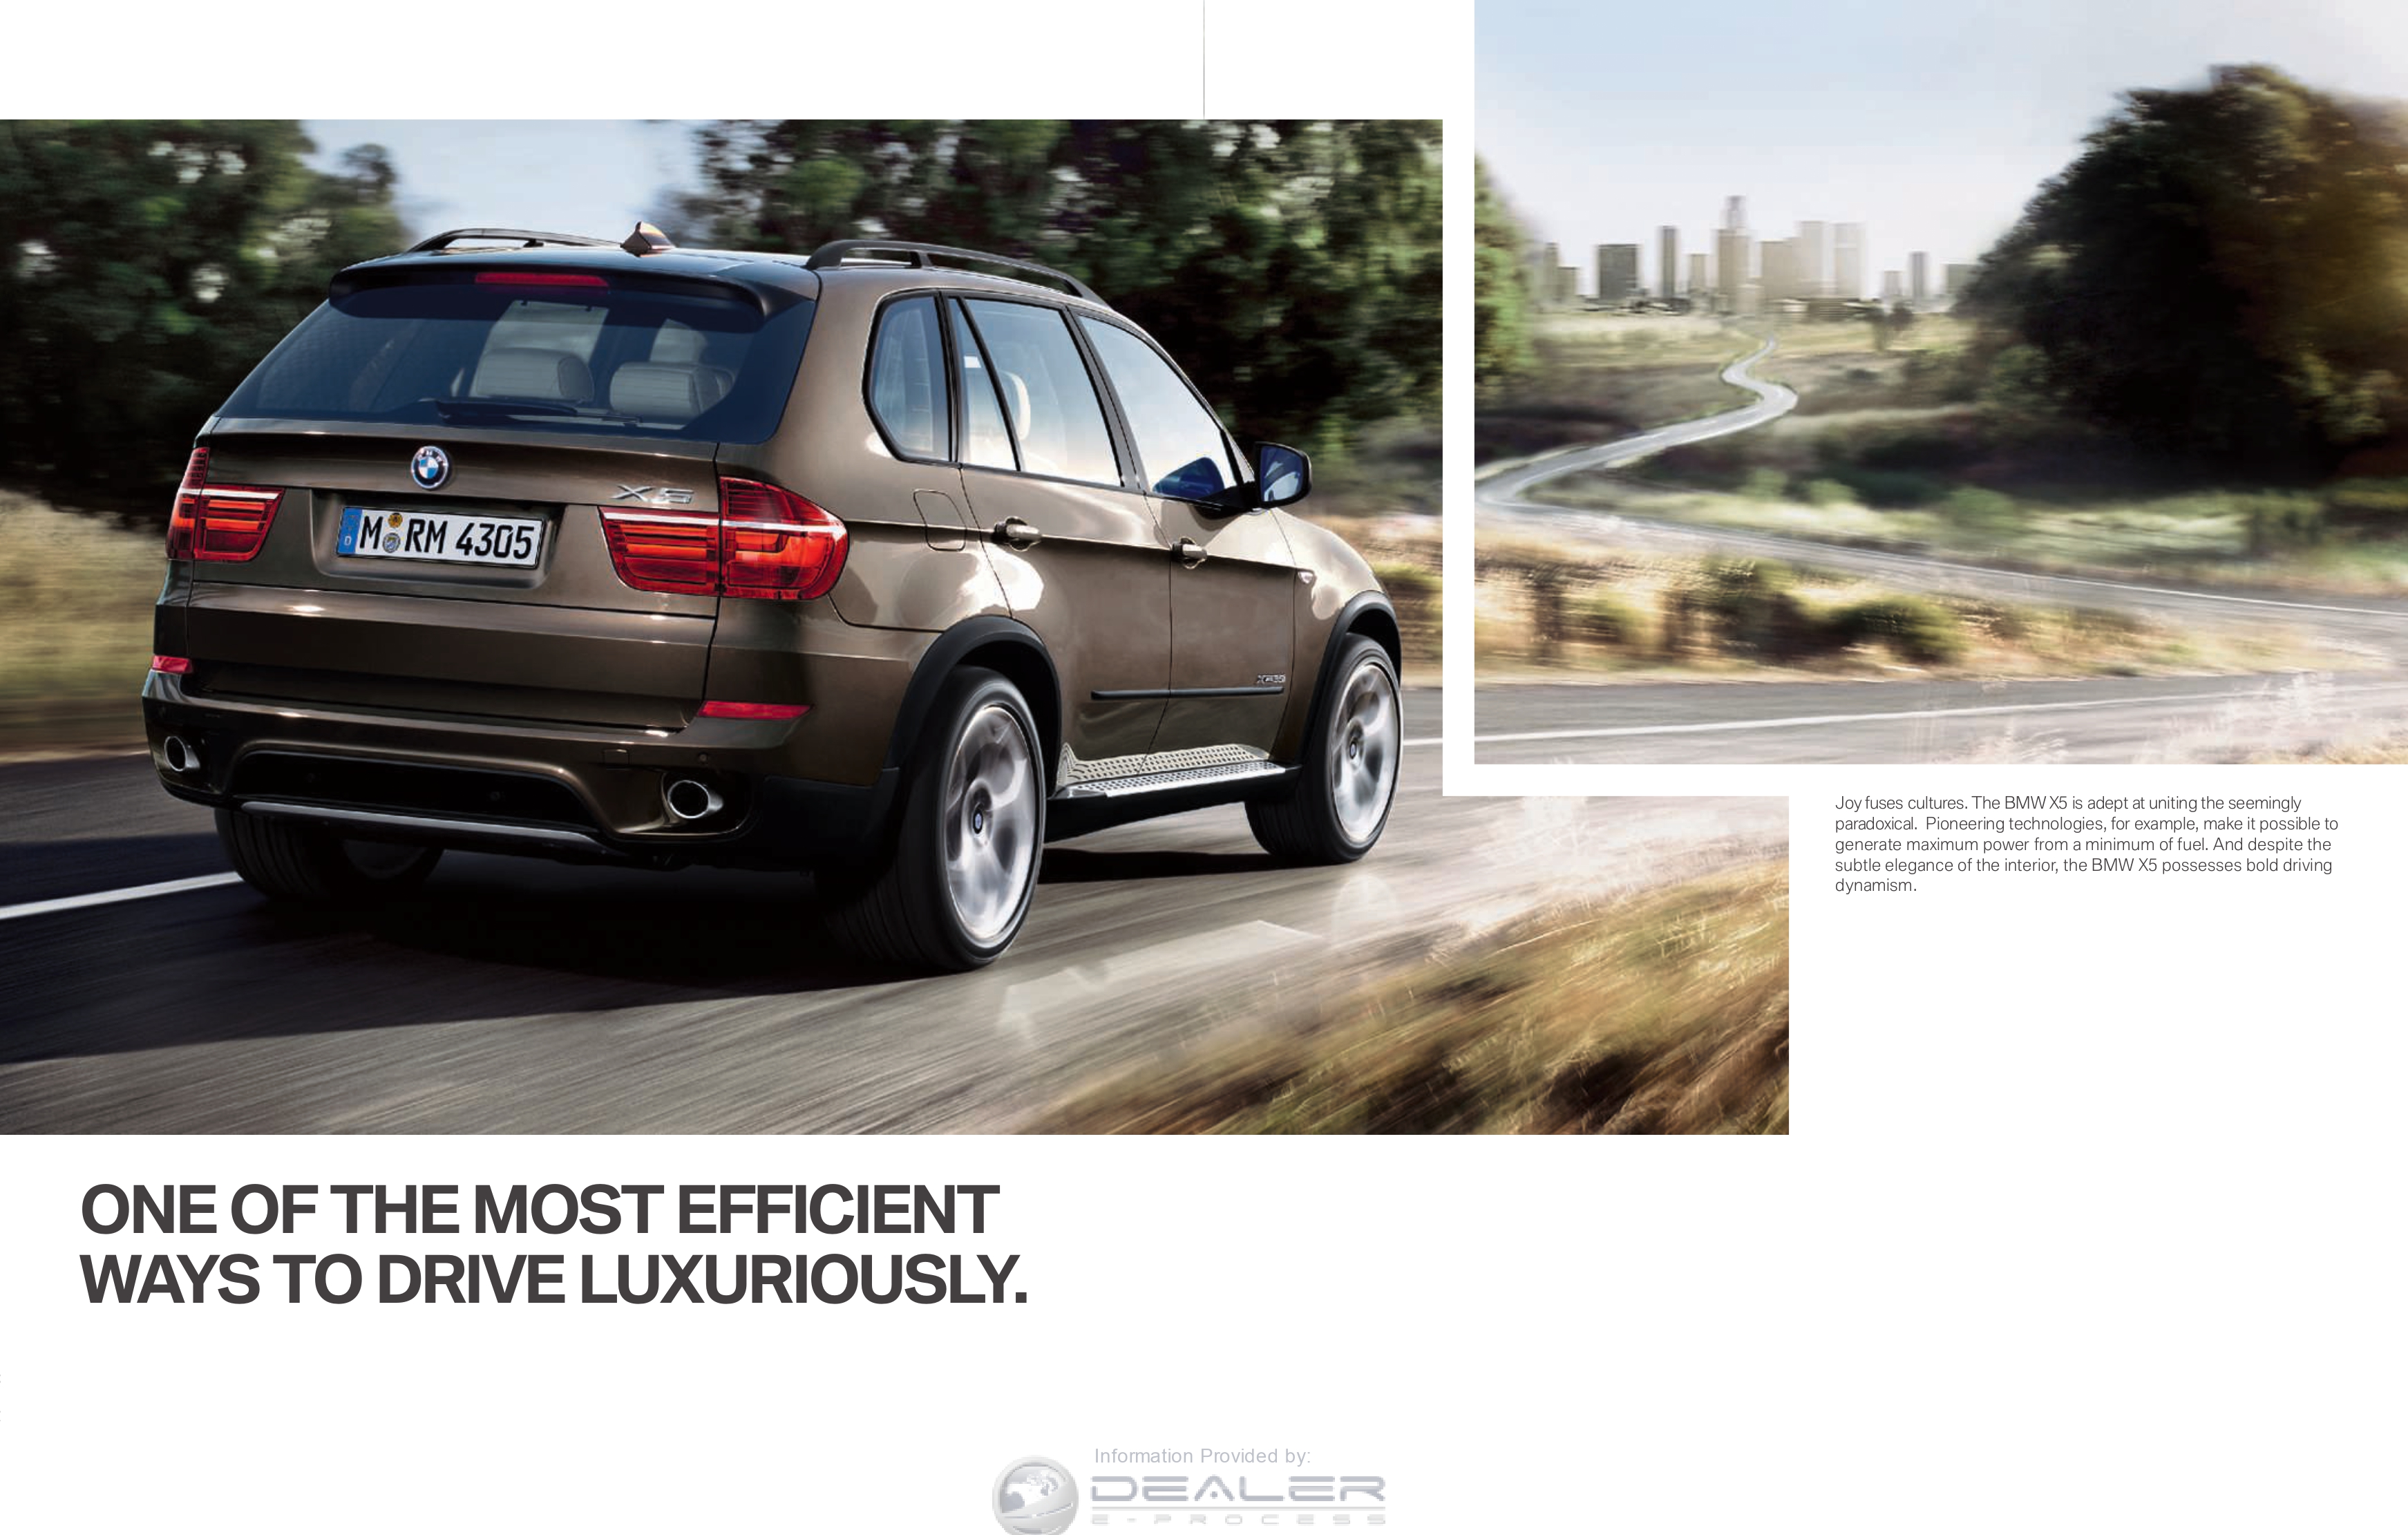 X5
M RM 4305
Joy fuses cultures. The BMW X5 is adept at uniting the seemingly
paradoxical. Pioneering technologies, for example, make it possible to
generate maximum power from a minimum of fuel. And despite the
subtle elegance of the interior, the BMW X5 possesses bold driving
dynamism.
ONE OF THE MOST EFFICIENT
WAYS TO DRIVE LUXURIOUSLY.
Information Provided by:
DEALER
E-PROCESS